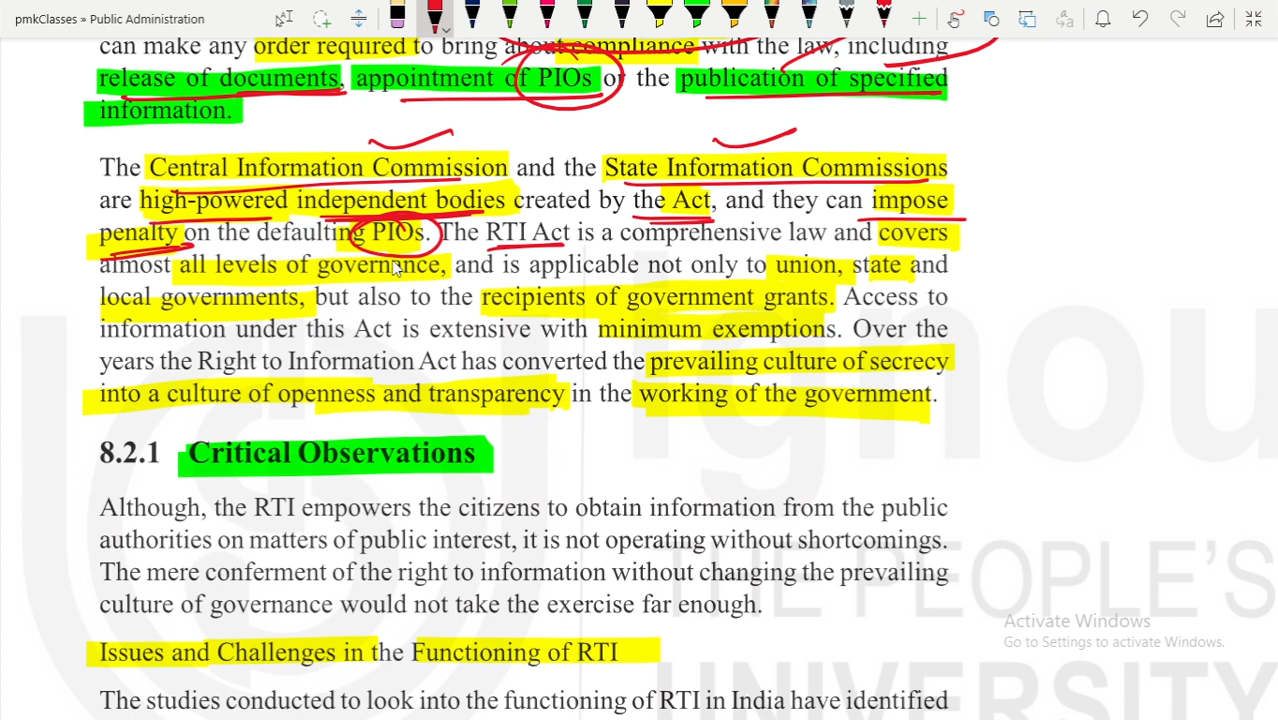 pmkClasses » Public Administration
can make any order required to bring about compliance with the law, including
release of documents, appointment of PIOs or the publication of specified
information.
The Central Information Commission and the State Information Commissions
are high-powered independent bodies created by the Act, and they can impose
penalty on the defaulting PIOs. The RTI Act is a comprehensive law and covers
almost all levels of governance, and is applicable not only to union, state and
local governments, but also to the recipients of government grants. Access to
information under this Act is extensive with minimum exemptions. Over the
years the Right to Information Act has converted the prevailing culture of secrecy
into a culture of openness and transparency in the working of the government.
8.2.1 Critical Observations
Although, the RTI empowers the citizens to obtain information from the public
authorities on matters of public interest, it is not operating without shortcomings.
The mere conferment of the right to information without changing the prevailing
culture of governance would not take the exercise far enough.
Issues and Challenges in the Functioning of RTI
The studies conducted to look into the functioning of RTI in India have identified
ignou
THE PEOPLE'S
UNIVERSITY
Activate Windows
Go to Settings to activate Windows.